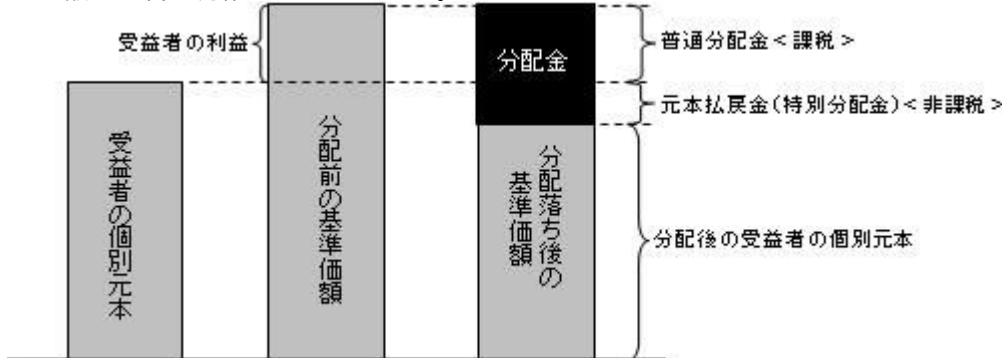 受益者の利益
分配金
普通分配金＜課税＞
元本払戻金(特別分配金)＜非課税＞
受益者の個別元本
分配前の基準価額
分配落ち後の
基準価額
分配後の受益者の個別元本